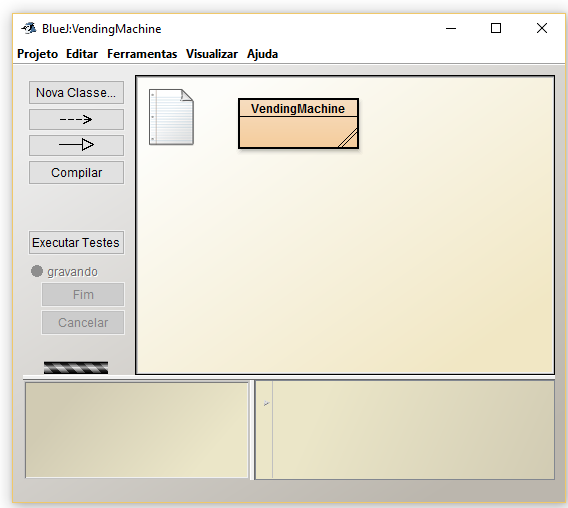 BlueJ:VendingMachine
Projeto Editar Ferramentas Visualizar Ajuda
Nova Classe...
VendingMachine
Compilar
Executar Testes
gravando
Fim
Cancelar